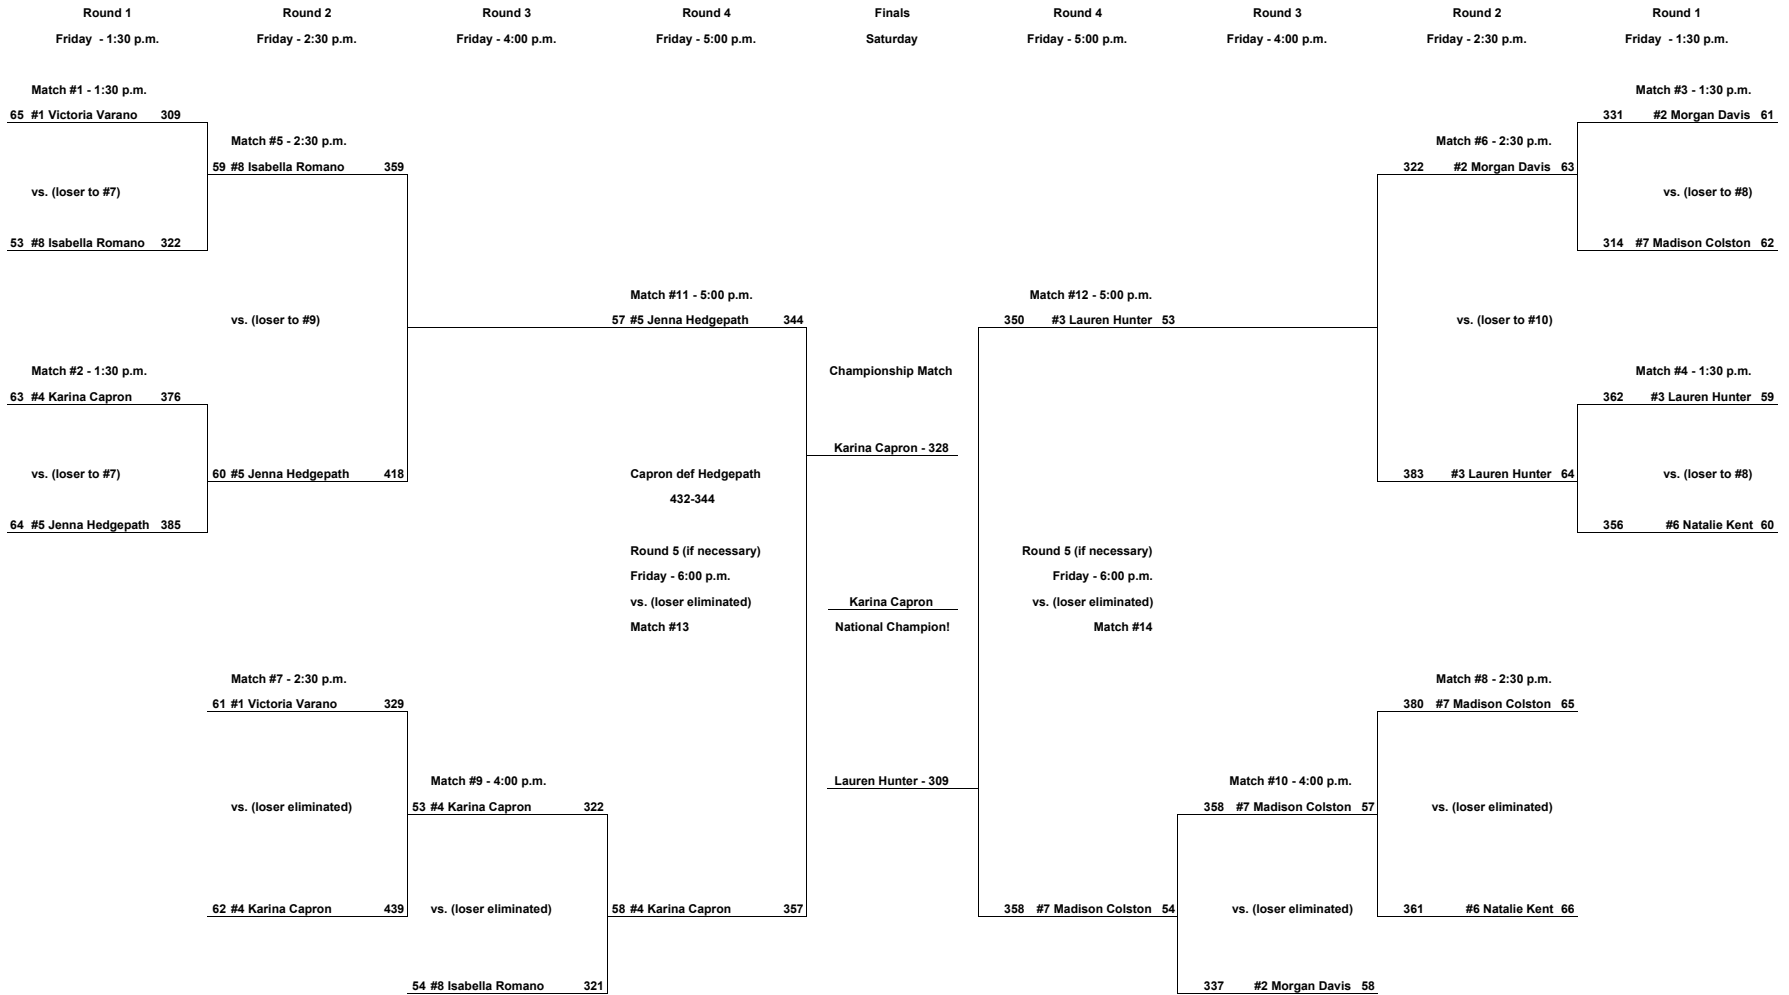 Round 1 Round 2 Round 3 Round 4 Finals Round 4 Round 3 Round 2 Round 1
Friday - 1:30 p.m. Friday - 2:30 p.m. Friday - 4:00 p.m. Friday - 5:00 p.m. Saturday Friday - 5:00 p.m. Friday - 4:00 p.m. Friday - 2:30 p.m. Friday - 1:30 p.m.
Match #1 - 1:30 p.m. Match #3 - 1:30 p.m.
65 #1 Victoria Varano 309 331 #2 Morgan Davis 61
Match #5 - 2:30 p.m. Match #6 - 2:30 p.m.
59 #8 Isabella Romano 359 322 #2 Morgan Davis 63
vs. (loser to #7) vs. (loser to #8)
53 #8 Isabella Romano 322 314 #7 Madison Colston 62
Match #11 - 5:00 p.m. Match #12 - 5:00 p.m.
vs. (loser to #9) 57 #5 Jenna Hedgepath 344 350 #3 Lauren Hunter 53 vs. (loser to #10)
Match #2 - 1:30 p.m. Championship Match Match #4 - 1:30 p.m.
63 #4 Karina Capron 376 362 #3 Lauren Hunter 59
Karina Capron - 328
vs. (loser to #7) 60 #5 Jenna Hedgepath 418 Capron def Hedgepath 383 #3 Lauren Hunter 64 vs. (loser to #8)
432-344
64 #5 Jenna Hedgepath 385 356 #6 Natalie Kent 60
Round 5 (if necessary) Round 5 (if necessary)
Friday - 6:00 p.m. Friday - 6:00 p.m.
vs. (loser eliminated) Karina Capron vs. (loser eliminated)
Match #13 National Champion! Match #14
Match #7 - 2:30 p.m. Match #8 - 2:30 p.m.
61 #1 Victoria Varano 329 380 #7 Madison Colston 65
Match #9 - 4:00 p.m. Lauren Hunter - 309 Match #10 - 4:00 p.m.
vs. (loser eliminated) 53 #4 Karina Capron 322 358 #7 Madison Colston 57 vs. (loser eliminated)
62 #4 Karina Capron 439 vs. (loser eliminated) 58 #4 Karina Capron 357 358 #7 Madison Colston 54 vs. (loser eliminated) 361 #6 Natalie Kent 66
54 #8 Isabella Romano 321 337 #2 Morgan Davis 58